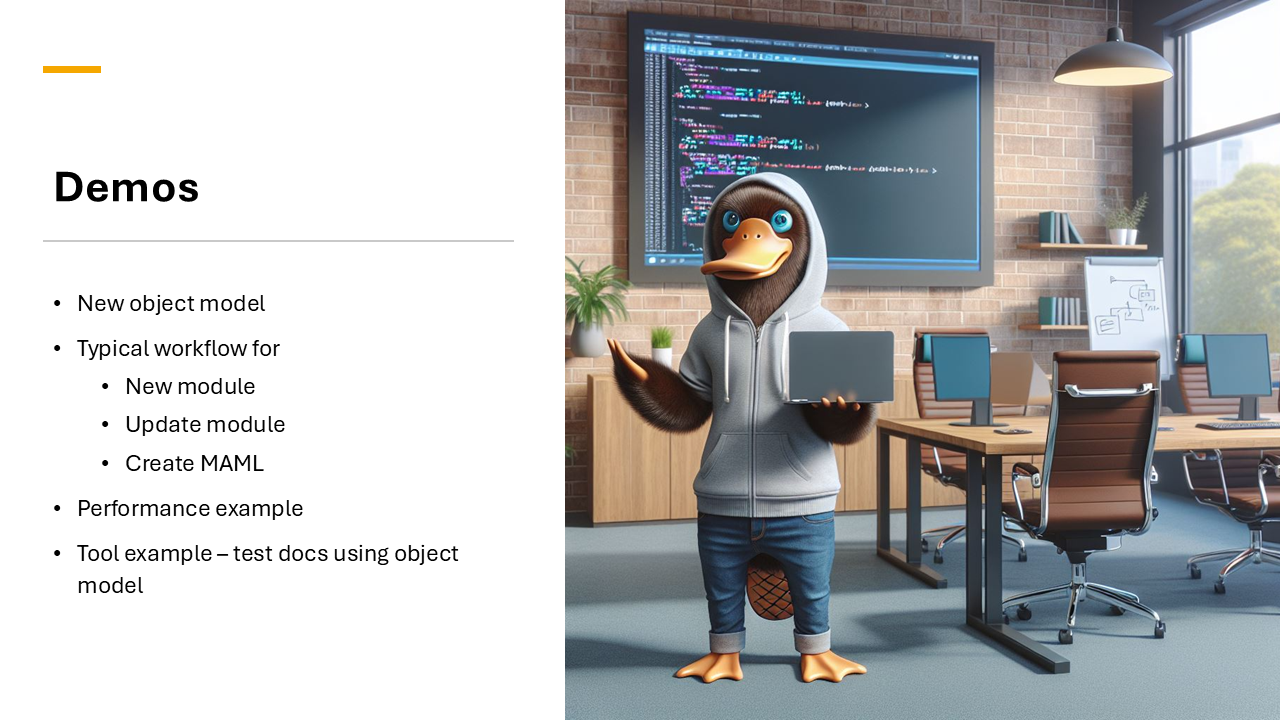 Demos
• New object model
• Typical workflow for
• New module
• Update module
• Create MAML
• Performance example
• Tool example – test docs using object
model